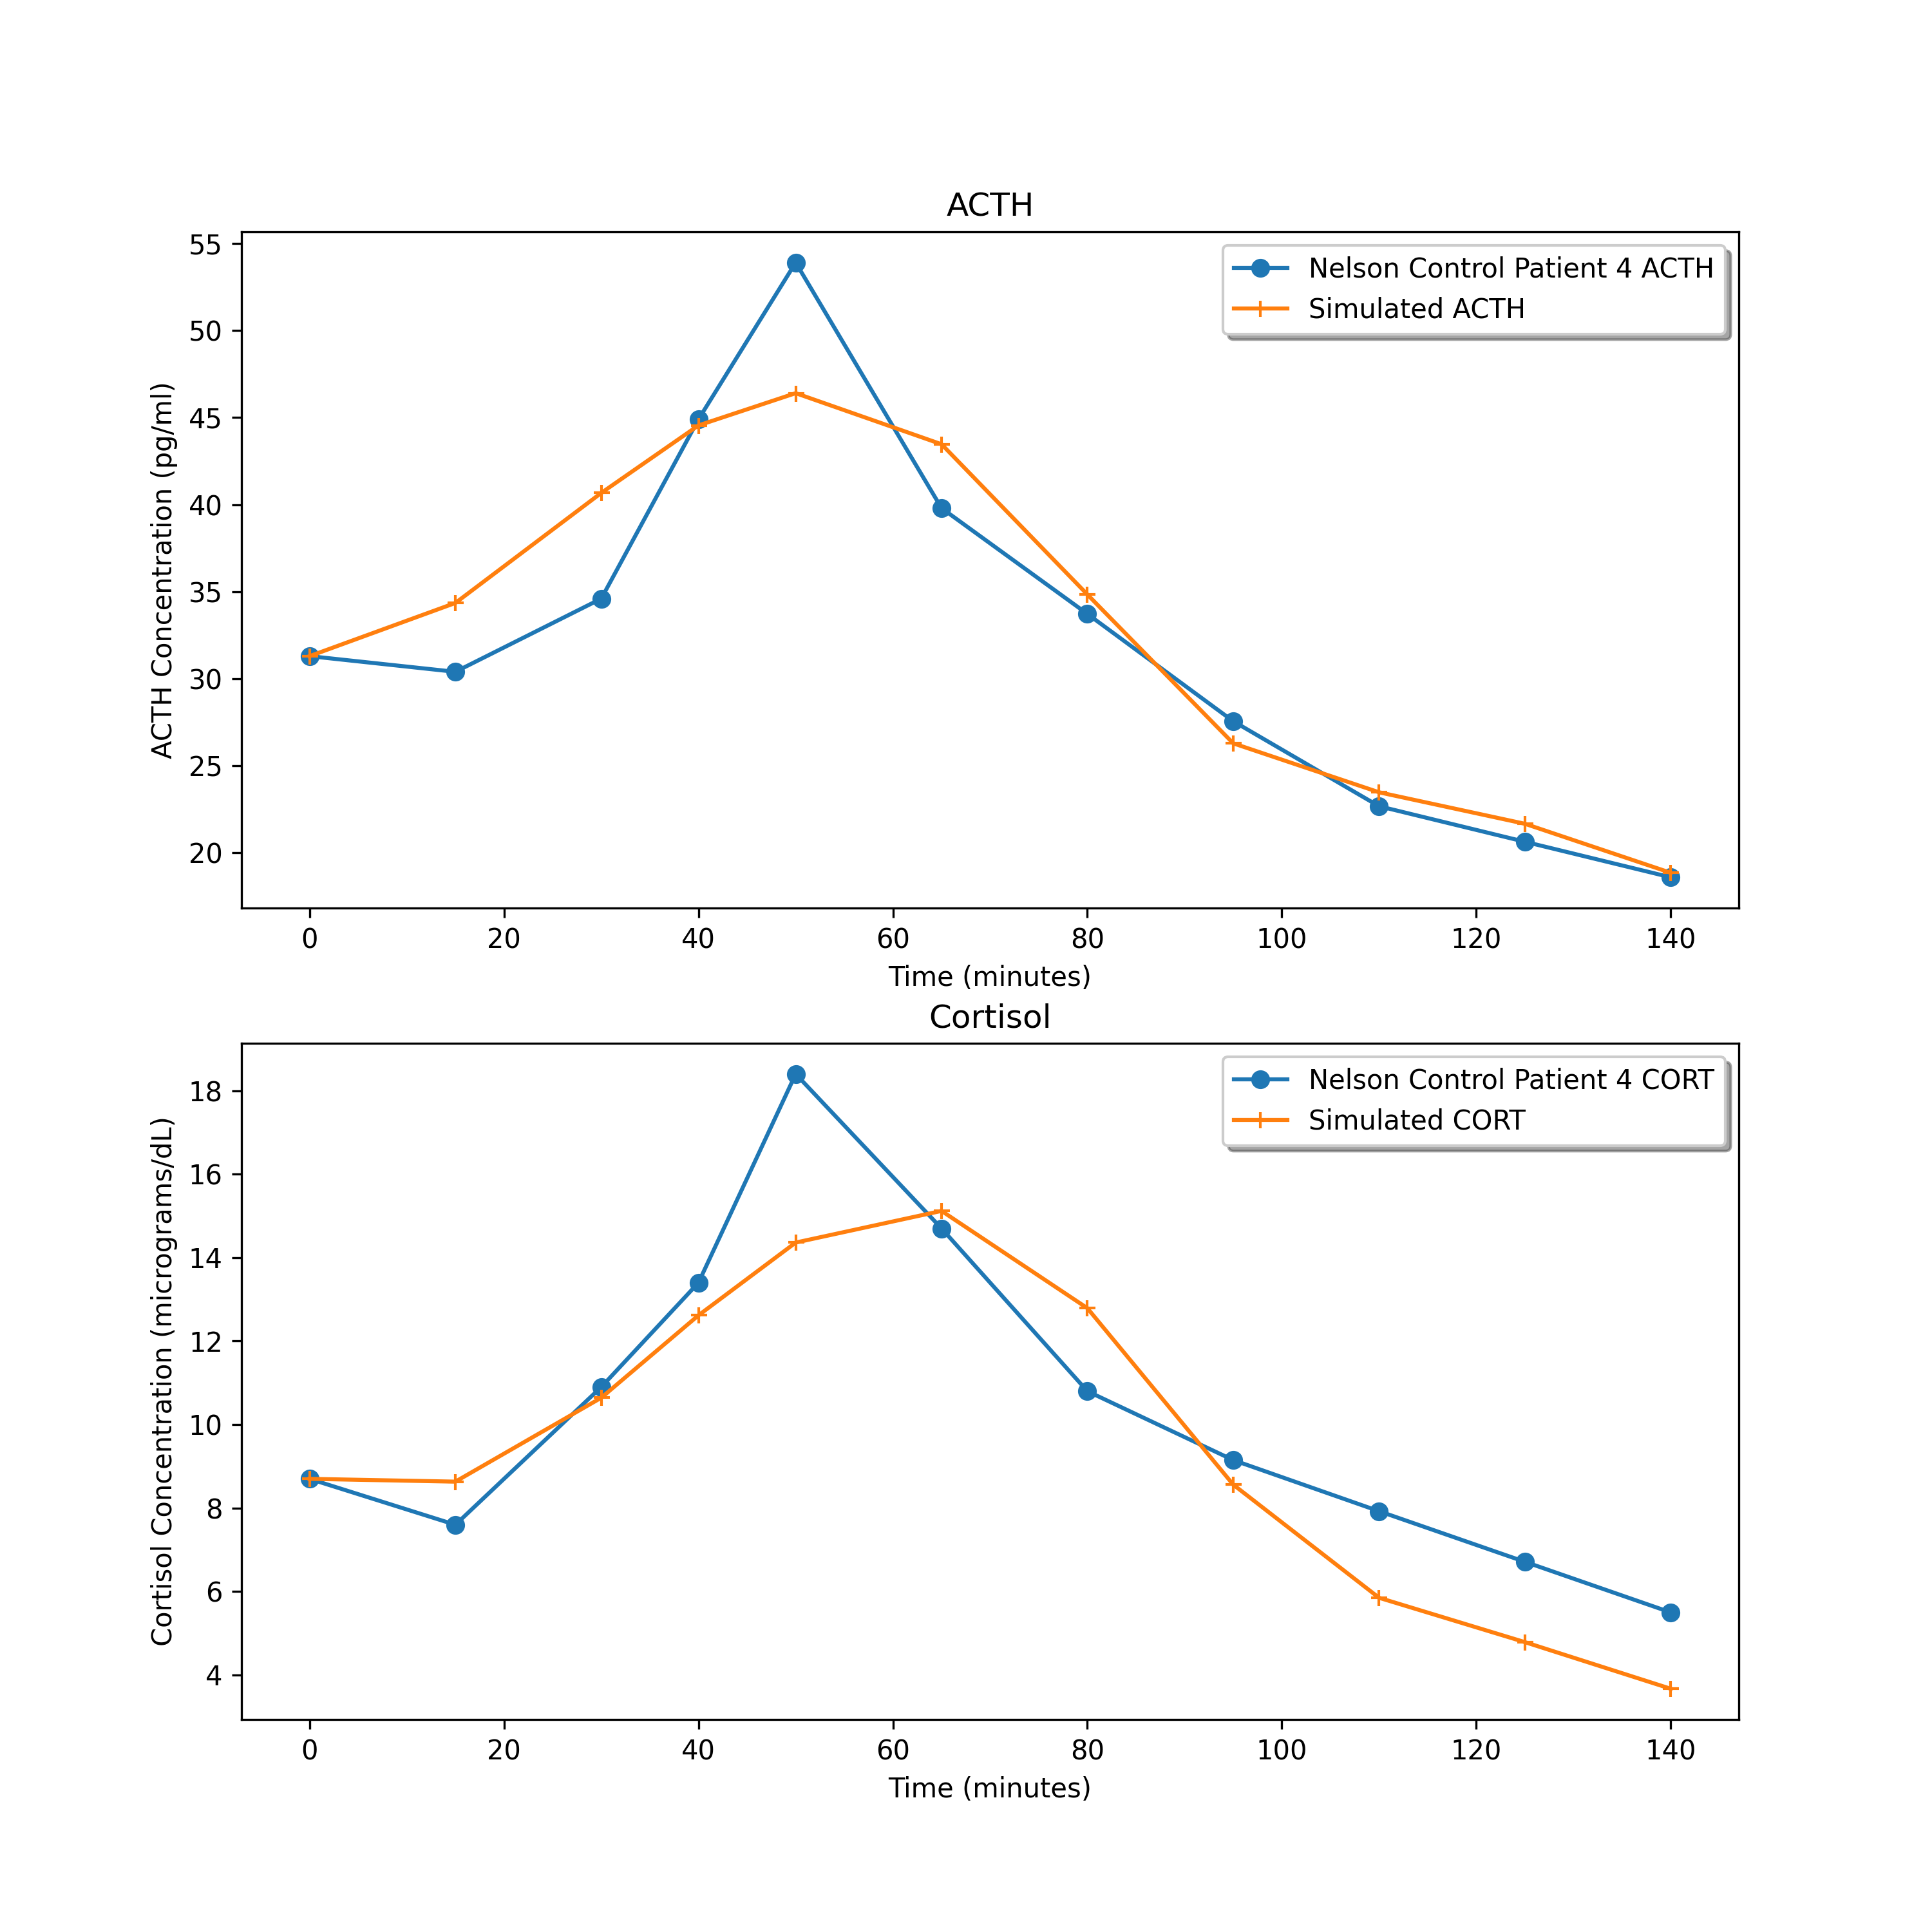 ACTH
Nelson Control Patient 4 ACTH
Simulated ACTH
ACTH Concentration (pg/ml)
55
50
45
40
35
30
25
20
0 20 40 60 80 100 120 140
Time (minutes)
Cortisol
Nelson Control Patient 4 CORT
Simulated CORT
Cortisol Concentration (micrograms/dL)
18
16
14
12
10
8
6
4
0 20 40 60 80 100 120 140
Time (minutes)